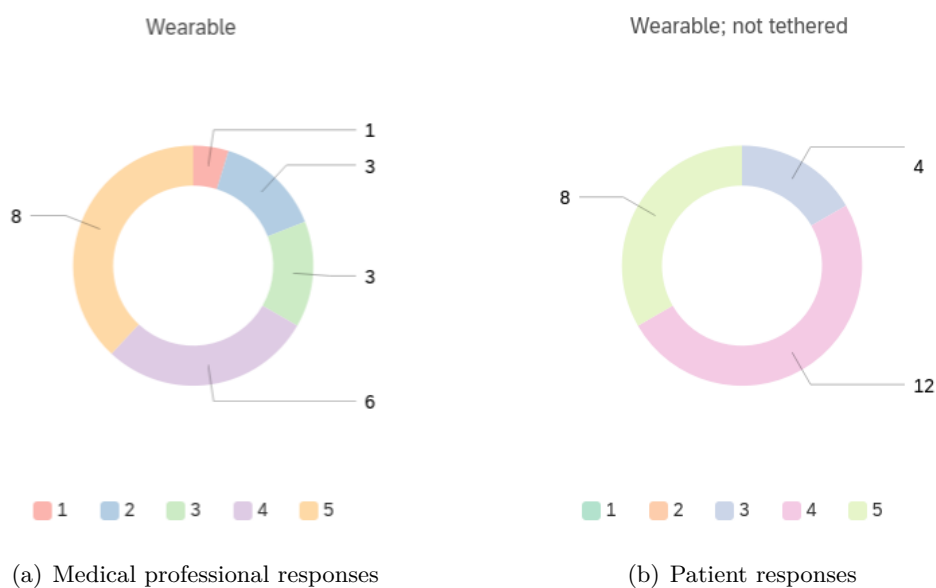 Wearable
1
3
3
6
8
1 2 3 4 5
(a) Medical professional responses
Wearable; not tethered
4
12
8
1 2 3 4 5
(b) Patient responses